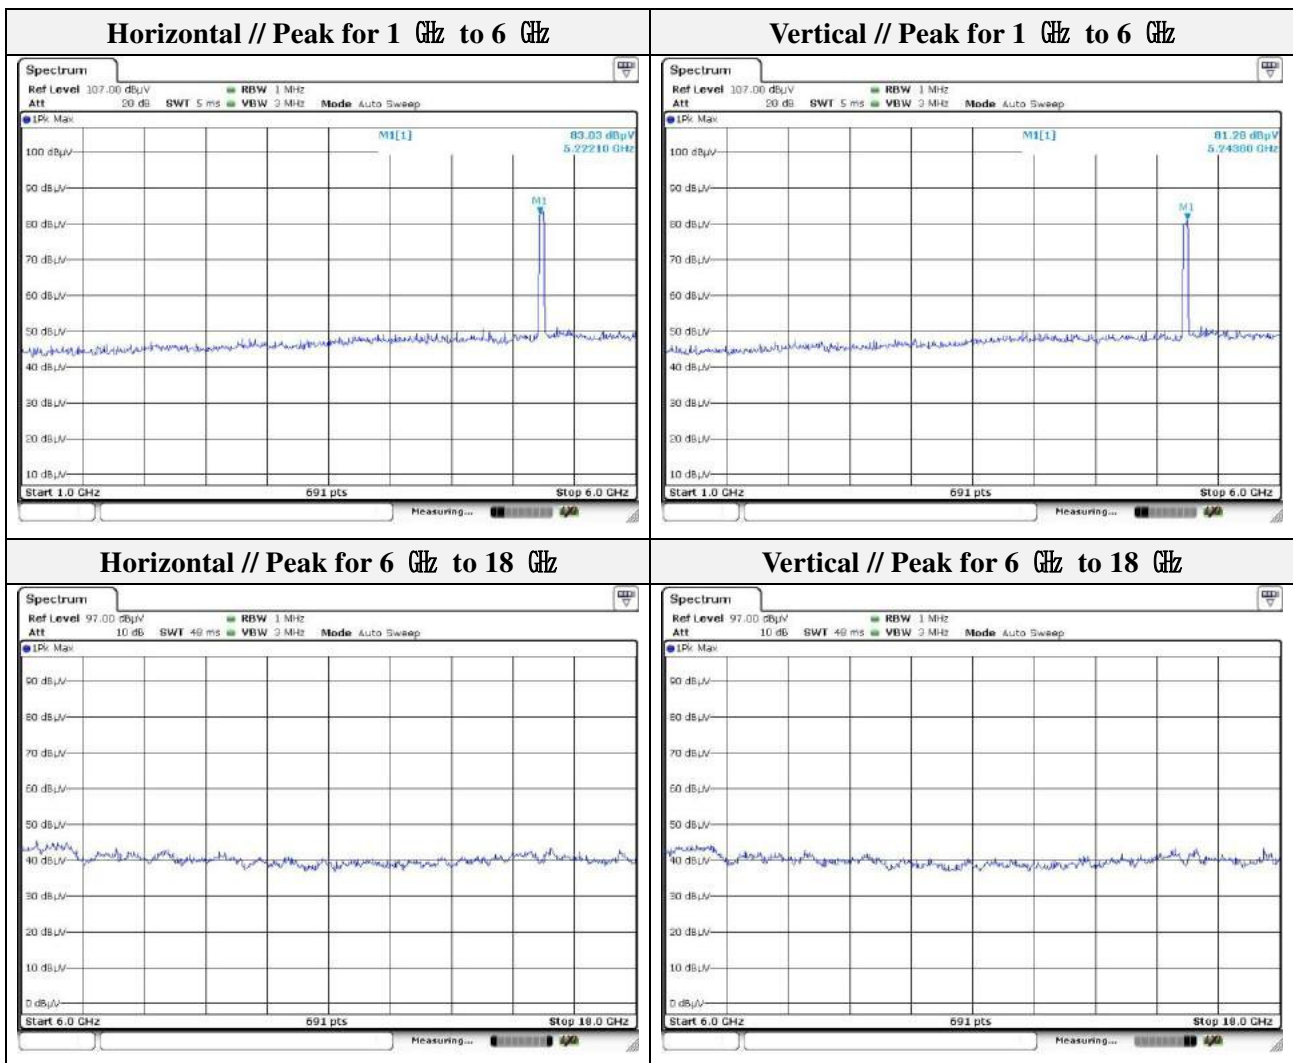 Horizontal // Peak for 1 ㎓ to 6 ㎓
Vertical // Peak for 1 ㎓ to 6 ㎓
Spectrum
Ref Level 107.00 dBµV RBW 1 MHz
Att 20 dB SWT 5 ms VBW 3 MHz Mode Auto Sweep
1Pk Max
M1[1] 83.03 dBµV
5.22210 GHz
100 dBµV
90 dBµV
M1
80 dBµV
70 dBµV
60 dBµV
50 dBµV
40 dBµV
30 dBµV
20 dBµV
10 dBµV
Start 1.0 GHz 691 pts Stop 6.0 GHz
Measuring...
Spectrum
Ref Level 107.00 dBµV RBW 1 MHz
Att 20 dB SWT 5 ms VBW 3 MHz Mode Auto Sweep
1Pk Max
M1[1] 81.28 dBµV
5.24380 GHz
100 dBµV
90 dBµV
M1
80 dBµV
70 dBµV
60 dBµV
50 dBµV
40 dBµV
30 dBµV
20 dBµV
10 dBµV
Start 1.0 GHz 691 pts Stop 6.0 GHz
Measuring...
Horizontal // Peak for 6 ㎓ to 18 ㎓
Vertical // Peak for 6 ㎓ to 18 ㎓
Spectrum
Ref Level 97.00 dBµV RBW 1 MHz
Att 10 dB SWT 48 ms VBW 3 MHz Mode Auto Sweep
1Pk Max
90 dBµV
80 dBµV
70 dBµV
60 dBµV
50 dBµV
40 dBµV
30 dBµV
20 dBµV
10 dBµV
0 dBµV
Start 6.0 GHz 691 pts Stop 18.0 GHz
Measuring...
Spectrum
Ref Level 97.00 dBµV RBW 1 MHz
Att 10 dB SWT 48 ms VBW 3 MHz Mode Auto Sweep
1Pk Max
90 dBµV
80 dBµV
70 dBµV
60 dBµV
50 dBµV
40 dBµV
30 dBµV
20 dBµV
10 dBµV
0 dBµV
Start 6.0 GHz 691 pts Stop 18.0 GHz
Measuring...